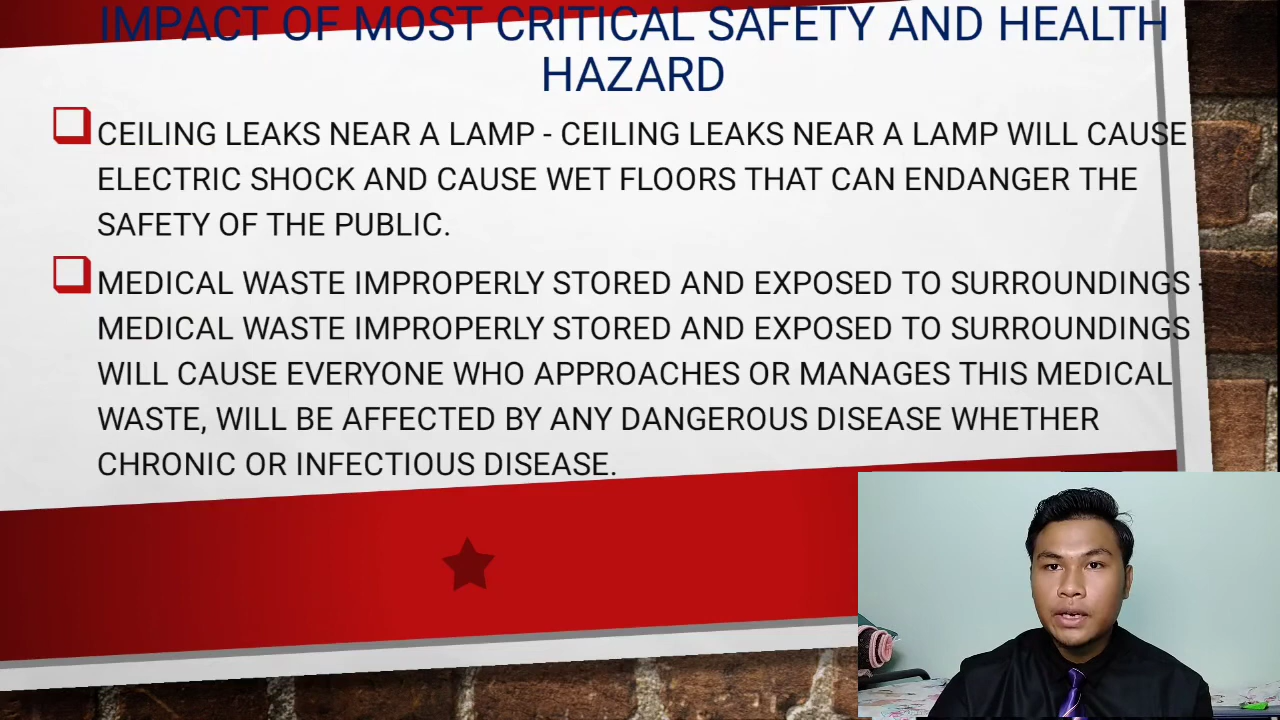 IMPACT OF MOST CRITICAL SAFETY AND HEALTH
HAZARD
CEILING LEAKS NEAR A LAMP - CEILING LEAKS NEAR A LAMP WILL CAUSE
ELECTRIC SHOCK AND CAUSE WET FLOORS THAT CAN ENDANGER THE
SAFETY OF THE PUBLIC.
MEDICAL WASTE IMPROPERLY STORED AND EXPOSED TO SURROUNDINGS -
MEDICAL WASTE IMPROPERLY STORED AND EXPOSED TO SURROUNDINGS
WILL CAUSE EVERYONE WHO APPROACHES OR MANAGES THIS MEDICAL
WASTE, WILL BE AFFECTED BY ANY DANGEROUS DISEASE WHETHER
CHRONIC OR INFECTIOUS DISEASE.